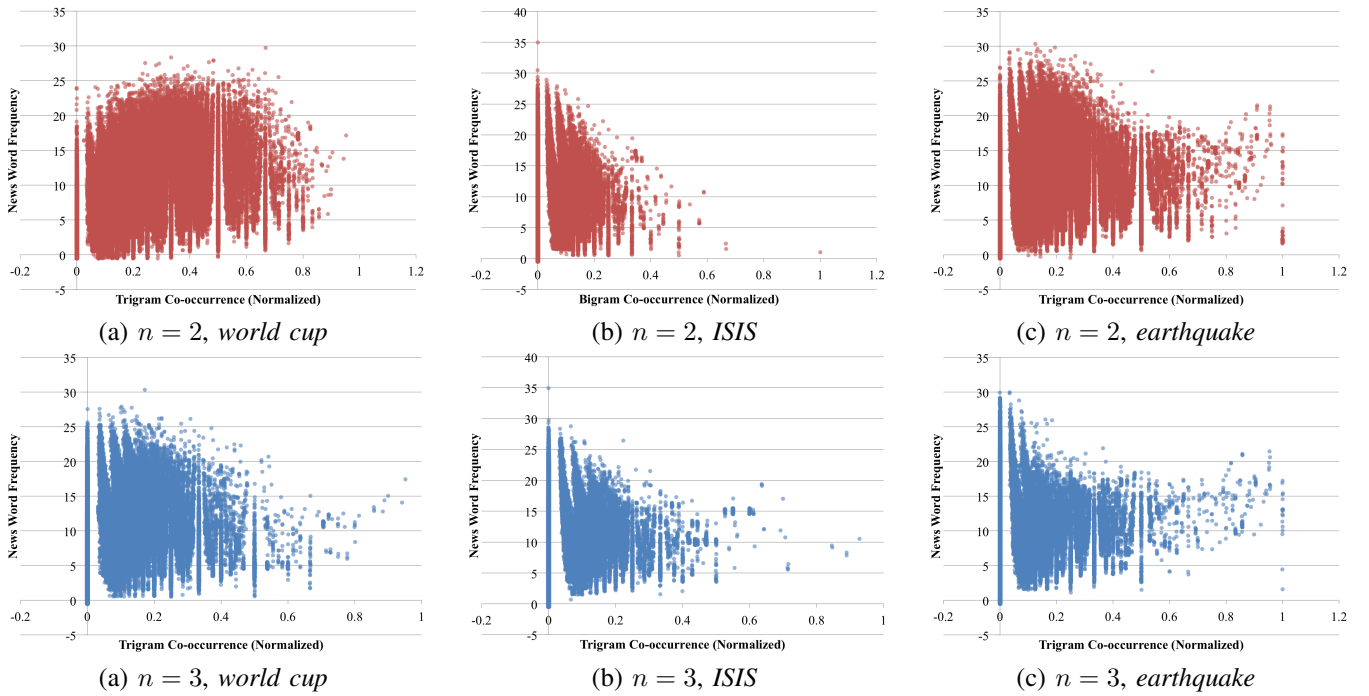 35
30
25
20
15
10
5
0
-5
-0.2 0 0.2 0.4 0.6 0.8 1 1.2
News Word Frequency
Trigram Co-occurrence (Normalized)
(a) n = 2, world cup
40
35
30
25
20
15
10
5
0
-5
-0.2 0 0.2 0.4 0.6 0.8 1 1.2
News Word Frequency
Bigram Co-occurrence (Normalized)
(b) n = 2, ISIS
35
30
25
20
15
10
5
0
-5
-0.2 0 0.2 0.4 0.6 0.8 1 1.2
News Word Frequency
Trigram Co-occurrence (Normalized)
(c) n = 2, earthquake
35
30
25
20
15
10
5
0
-5
-0.2 0 0.2 0.4 0.6 0.8 1
News Word Frequency
Trigram Co-occurrence (Normalized)
(a) n = 3, world cup
40
35
30
25
20
15
10
5
0
-5
-0.2 0 0.2 0.4 0.6 0.8 1
News Word Frequency
Trigram Co-occurrence (Normalized)
(b) n = 3, ISIS
35
30
25
20
15
10
5
0
-5
-0.2 0 0.2 0.4 0.6 0.8 1 1.2
News Word Frequency
Trigram Co-occurrence (Normalized)
(c) n = 3, earthquake